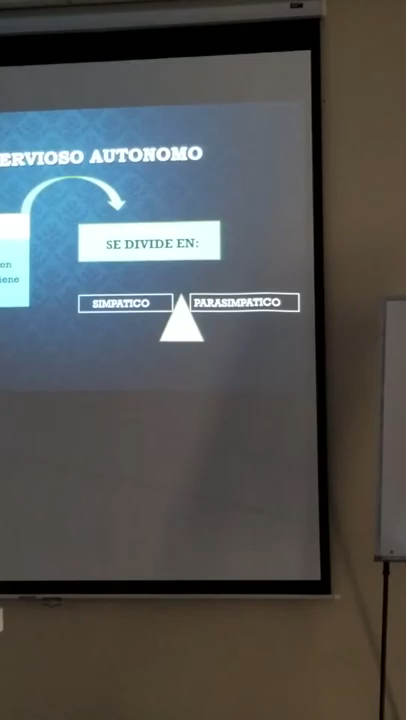 ERVIOSO AUTONOMO
SE DIVIDE EN:
en
iene
SIMPATICO
PARASIMPATICO